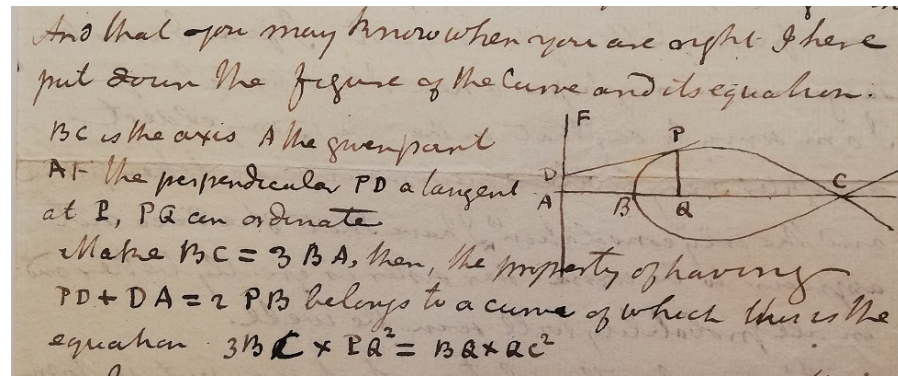 And that you may know when you are right I here
put down the figure of the Curve and its equation.
BC is the axis A the given point
AF the perpendicular PD a tangent
at P, PQ an ordinate
Make BC = 3 BA, then, the property of having
PD + DA = 2 PB belongs to a curve of which this is the
equation 3BC × PQ² = BQ × QC²
F
P
D
A
B
Q
C